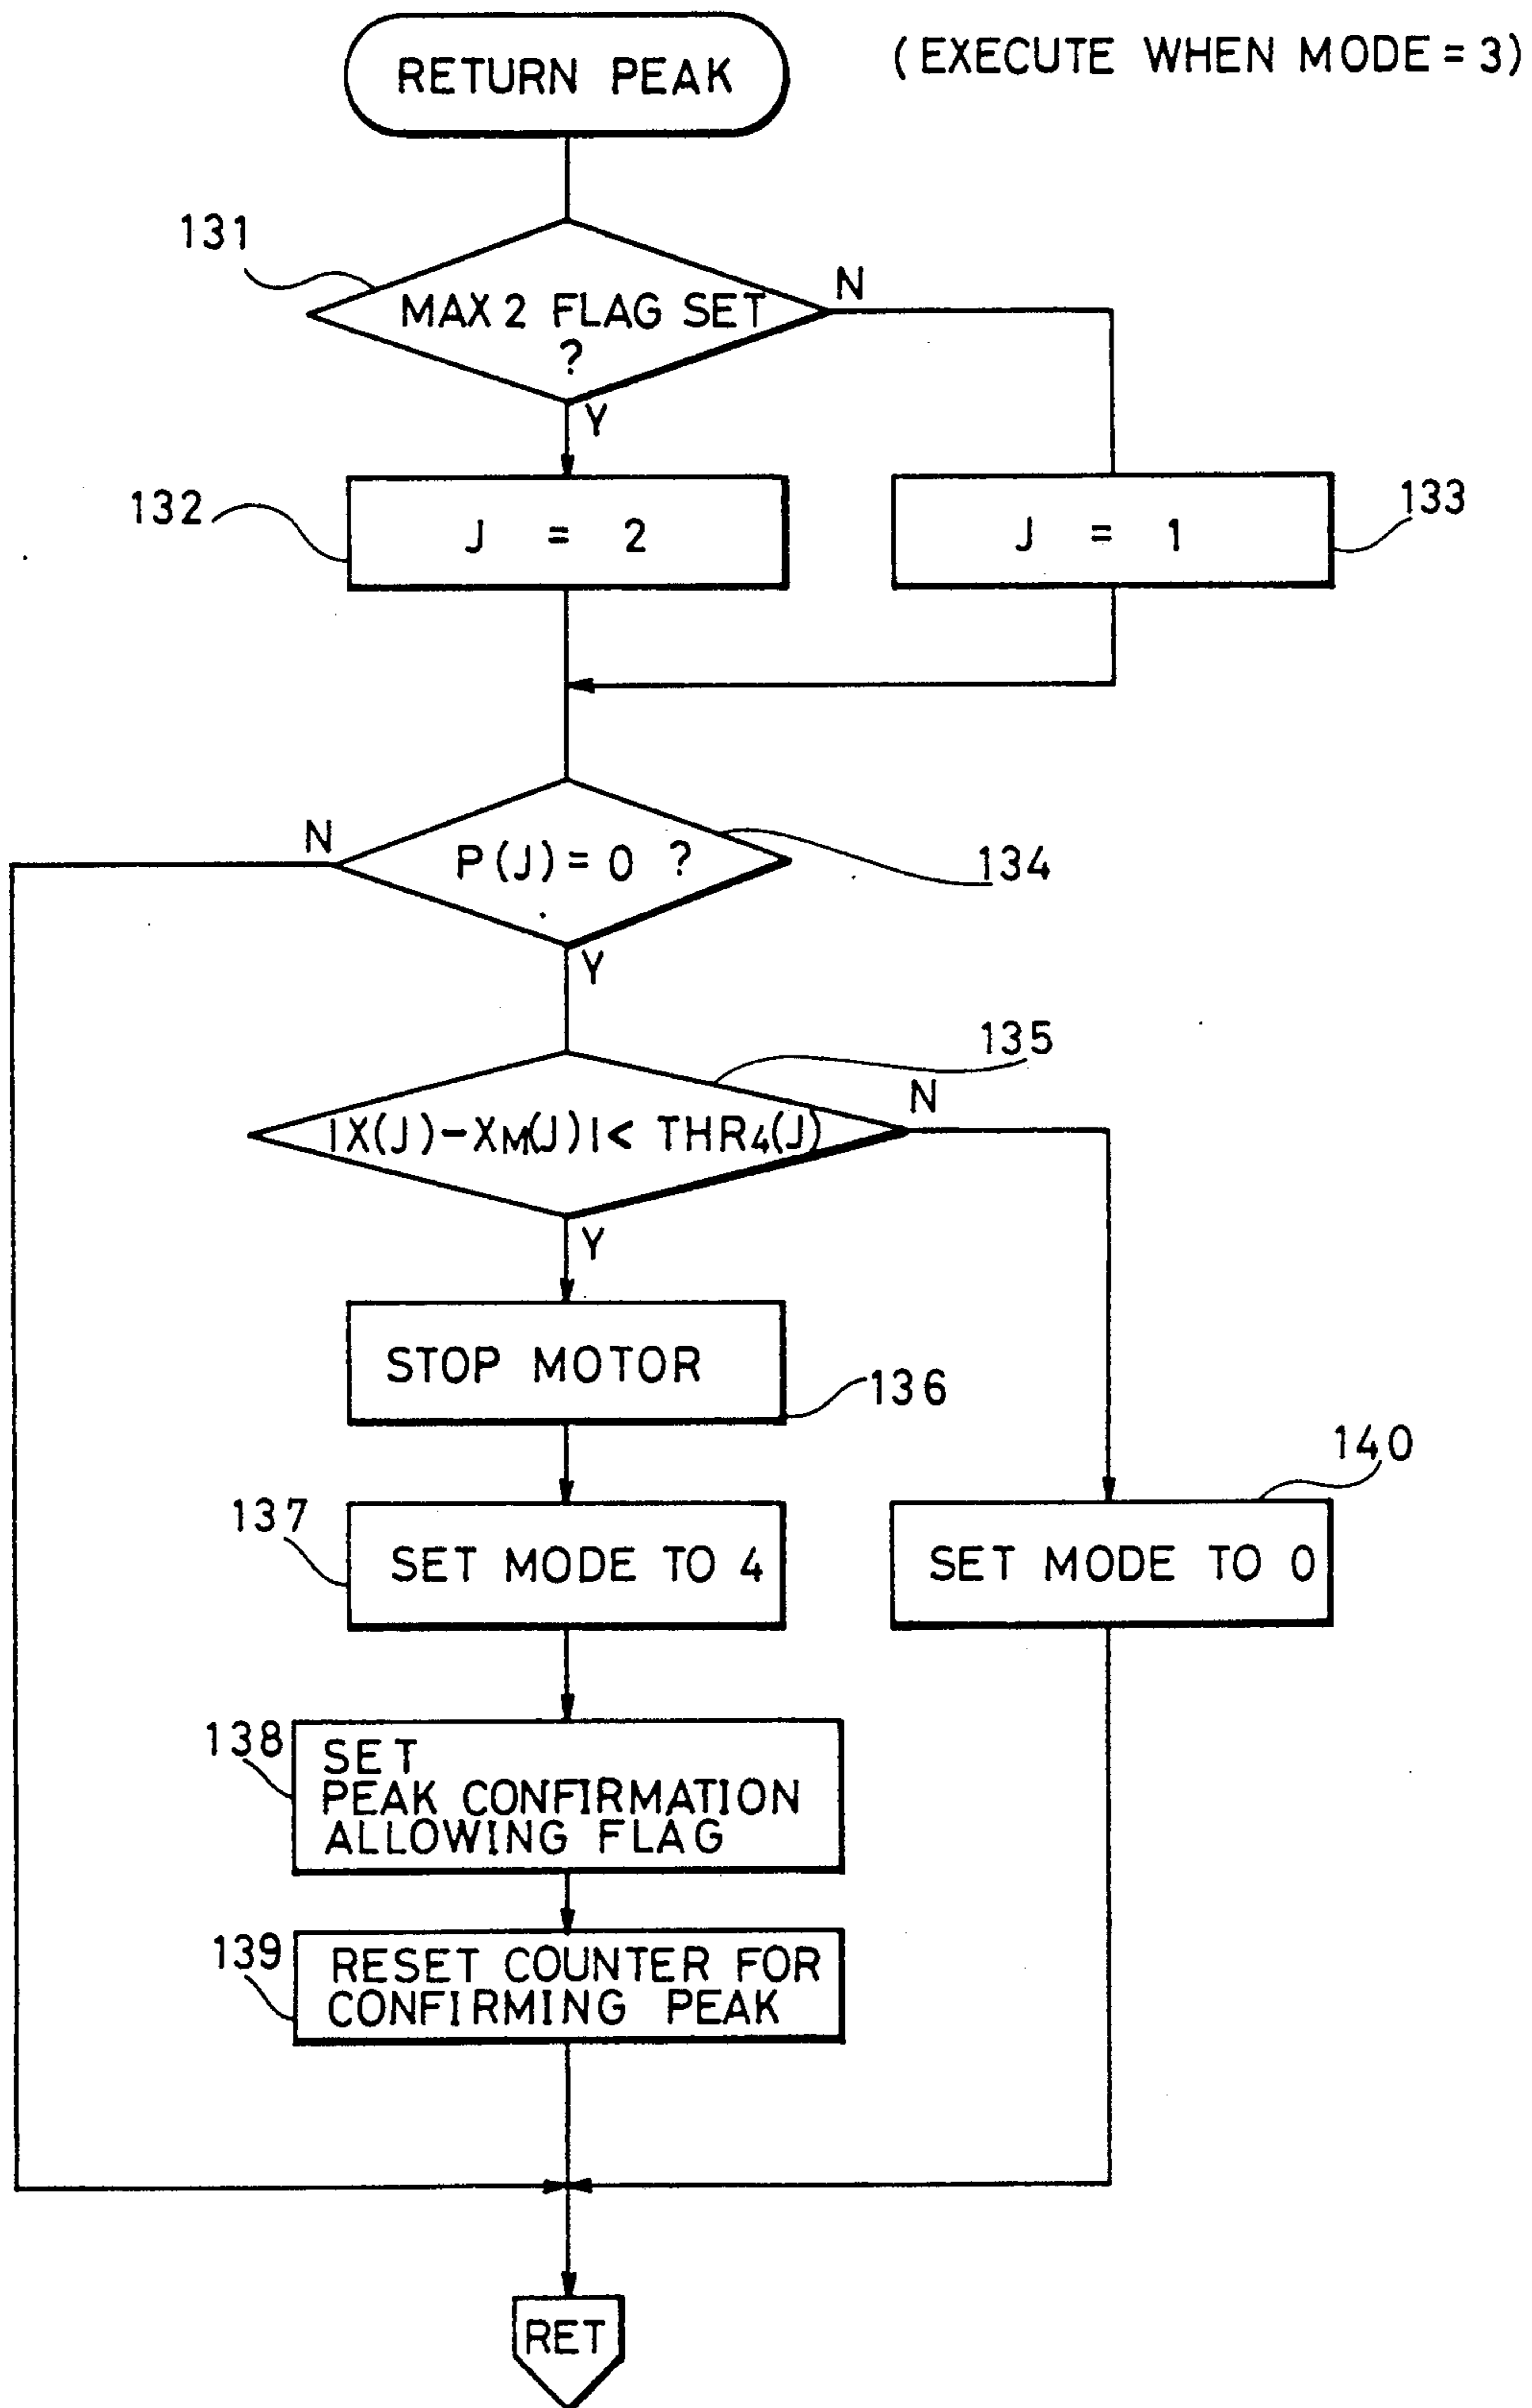 RETURN PEAK
(EXECUTE WHEN MODE = 3)
131
MAX 2 FLAG SET
?
N
Y
132
J = 2
J = 1
133
N
P(J) = 0 ?
134
Y
135
|X(J)-XM(J)|< THR4(J)
N
Y
STOP MOTOR
136
137
SET MODE TO 4
140
SET MODE TO 0
138
SET
PEAK CONFIRMATION
ALLOWING FLAG
139
RESET COUNTER FOR
CONFIRMING PEAK
RET